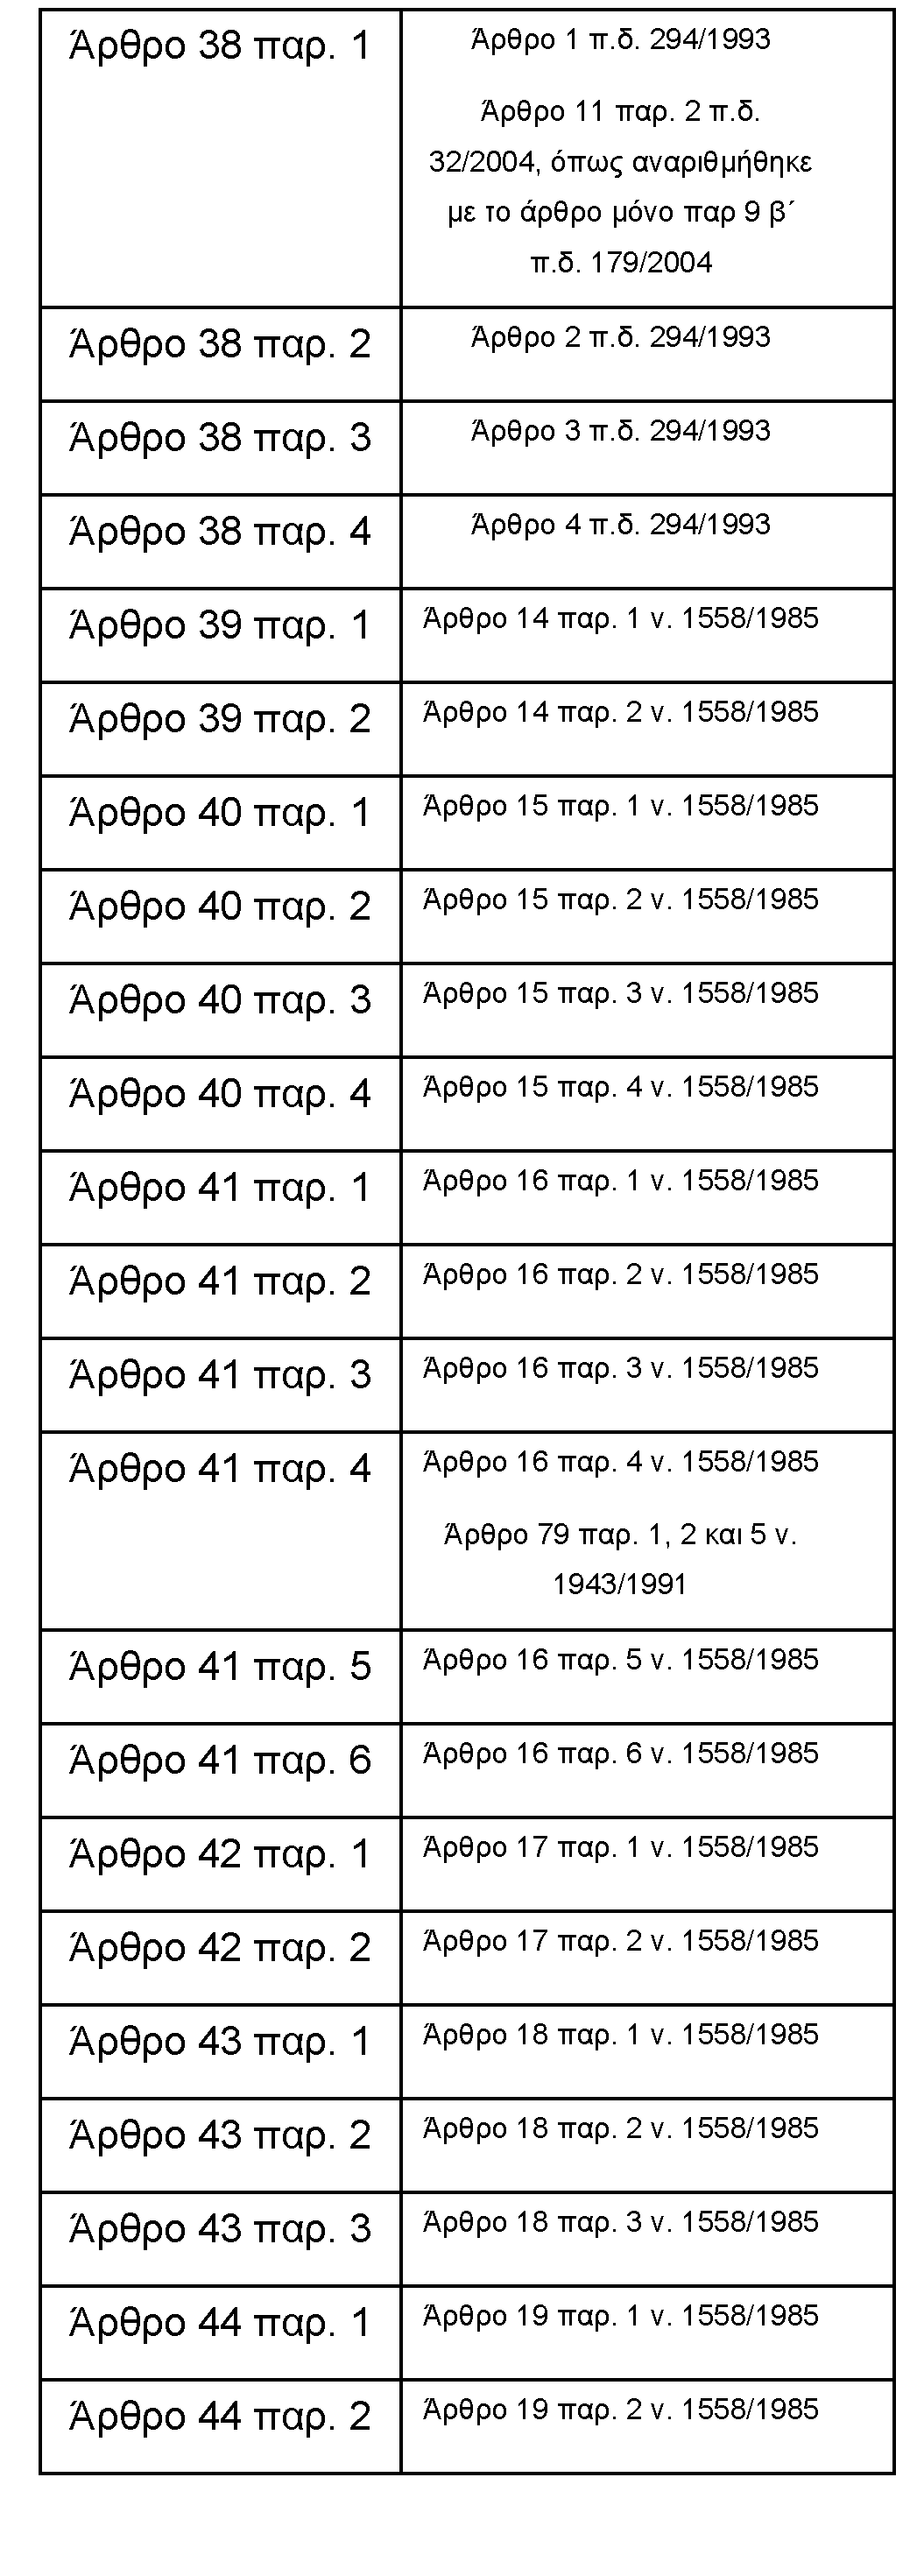 Άρθρο 38 παρ. 1
Άρθρο 1 π.δ. 294/1993
Άρθρο 11 παρ. 2 π.δ.
32/2004, όπως αναριθμήθηκε
με το άρθρο μόνο παρ 9 β΄
π.δ. 179/2004
Άρθρο 38 παρ. 2
Άρθρο 2 π.δ. 294/1993
Άρθρο 38 παρ. 3
Άρθρο 3 π.δ. 294/1993
Άρθρο 38 παρ. 4
Άρθρο 4 π.δ. 294/1993
Άρθρο 39 παρ. 1
Άρθρο 14 παρ. 1 ν. 1558/1985
Άρθρο 39 παρ. 2
Άρθρο 14 παρ. 2 ν. 1558/1985
Άρθρο 40 παρ. 1
Άρθρο 15 παρ. 1 ν. 1558/1985
Άρθρο 40 παρ. 2
Άρθρο 15 παρ. 2 ν. 1558/1985
Άρθρο 40 παρ. 3
Άρθρο 15 παρ. 3 ν. 1558/1985
Άρθρο 40 παρ. 4
Άρθρο 15 παρ. 4 ν. 1558/1985
Άρθρο 41 παρ. 1
Άρθρο 16 παρ. 1 ν. 1558/1985
Άρθρο 41 παρ. 2
Άρθρο 16 παρ. 2 ν. 1558/1985
Άρθρο 41 παρ. 3
Άρθρο 16 παρ. 3 ν. 1558/1985
Άρθρο 41 παρ. 4
Άρθρο 16 παρ. 4 ν. 1558/1985
Άρθρο 79 παρ. 1, 2 και 5 ν.
1943/1991
Άρθρο 41 παρ. 5
Άρθρο 16 παρ. 5 ν. 1558/1985
Άρθρο 41 παρ. 6
Άρθρο 16 παρ. 6 ν. 1558/1985
Άρθρο 42 παρ. 1
Άρθρο 17 παρ. 1 ν. 1558/1985
Άρθρο 42 παρ. 2
Άρθρο 17 παρ. 2 ν. 1558/1985
Άρθρο 43 παρ. 1
Άρθρο 18 παρ. 1 ν. 1558/1985
Άρθρο 43 παρ. 2
Άρθρο 18 παρ. 2 ν. 1558/1985
Άρθρο 43 παρ. 3
Άρθρο 18 παρ. 3 ν. 1558/1985
Άρθρο 44 παρ. 1
Άρθρο 19 παρ. 1 ν. 1558/1985
Άρθρο 44 παρ. 2
Άρθρο 19 παρ. 2 ν. 1558/1985